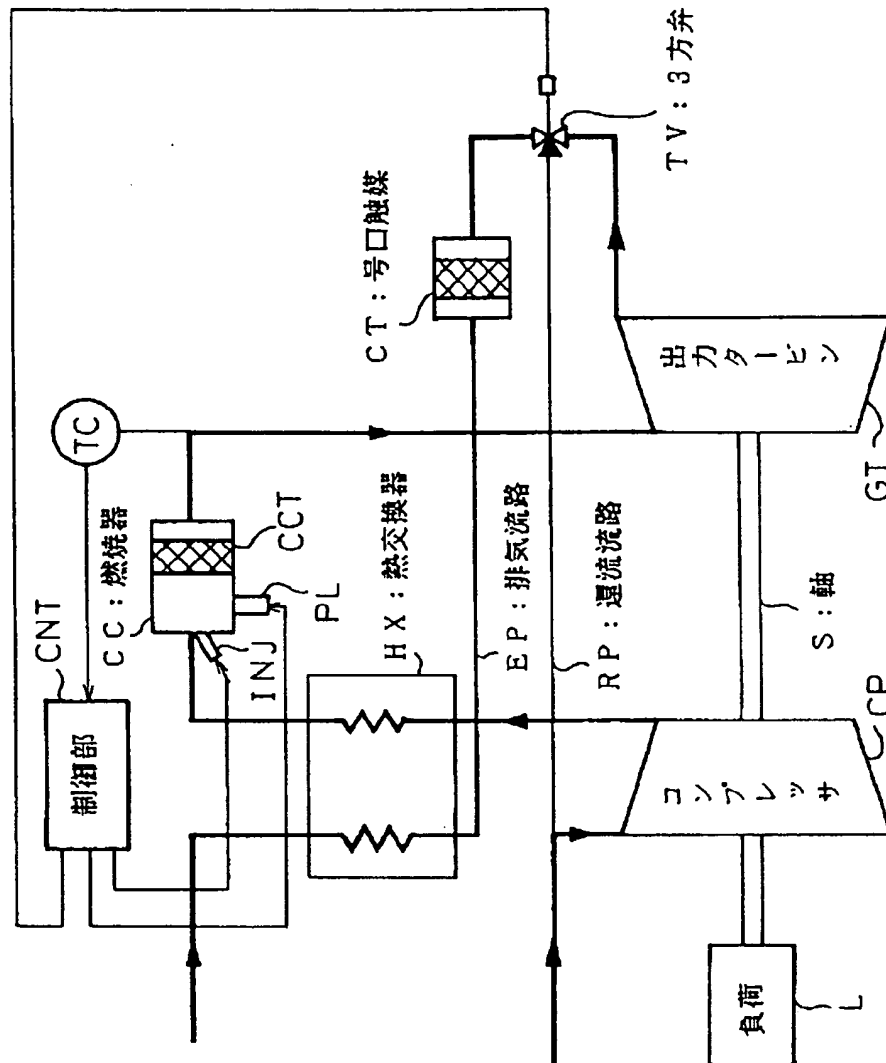 TV:3方弁
CT:号口触媒
出力タービン
GT
TC
CC:燃焼器
CCT
PL
INJ
HX:熱交換器
EP:排気流路
RP:還流流路
S:軸
CNT
制御部
コンプレッサ
CP
負荷
L